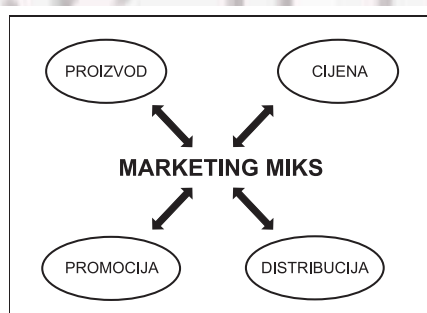 PROIZVOD
CIJENA
MARKETING MIKS
PROMOCIJA
DISTRIBUCIJA